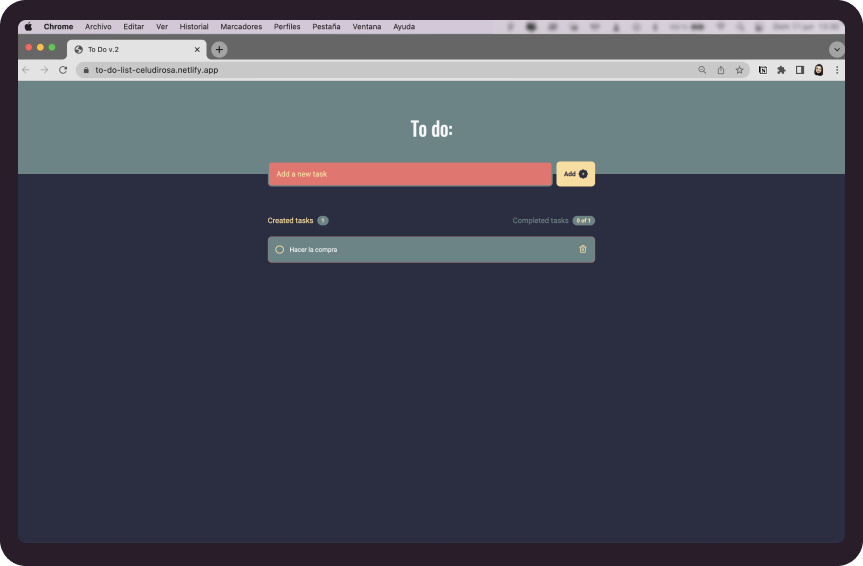 Chrome Archivo Editar Ver Historial Marcadores Perfiles Pestaña Ventana Ayuda
To Do v.2
to-do-list-celudirosa.netlify.app
To do:
Add a new task
Add +
Created tasks 1
Completed tasks 0 of 1
Hacer la compra